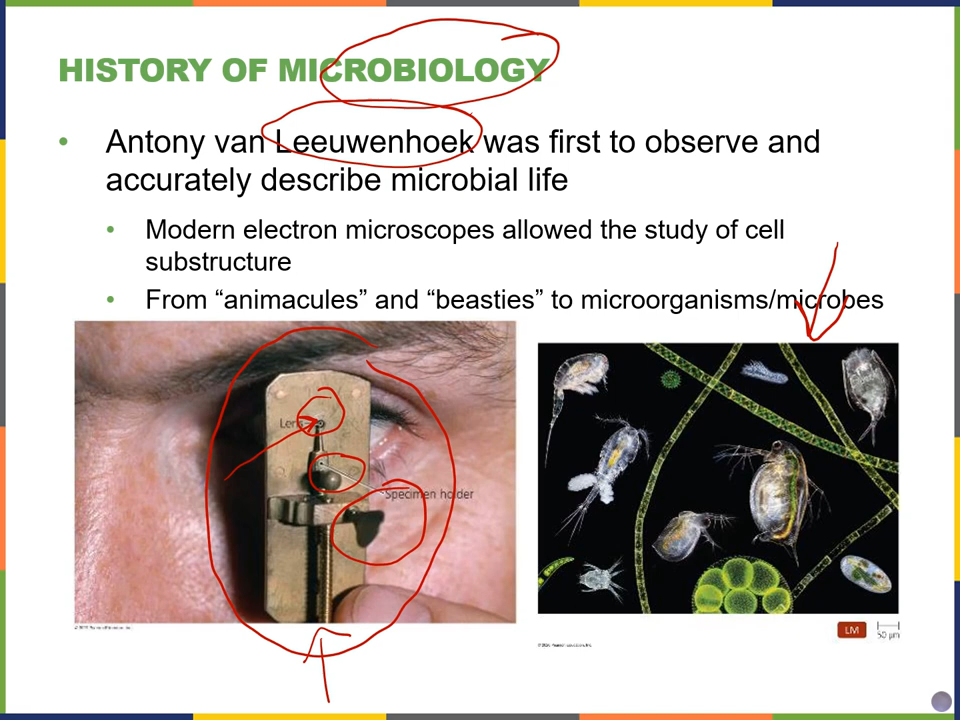 HISTORY OF MICROBIOLOGY
• Antony van Leeuwenhoek was first to observe and
accurately describe microbial life
• Modern electron microscopes allowed the study of cell
substructure
• From “animacules” and “beasties” to microorganisms/microbes
Lens
Specimen holder
LM
50 µm